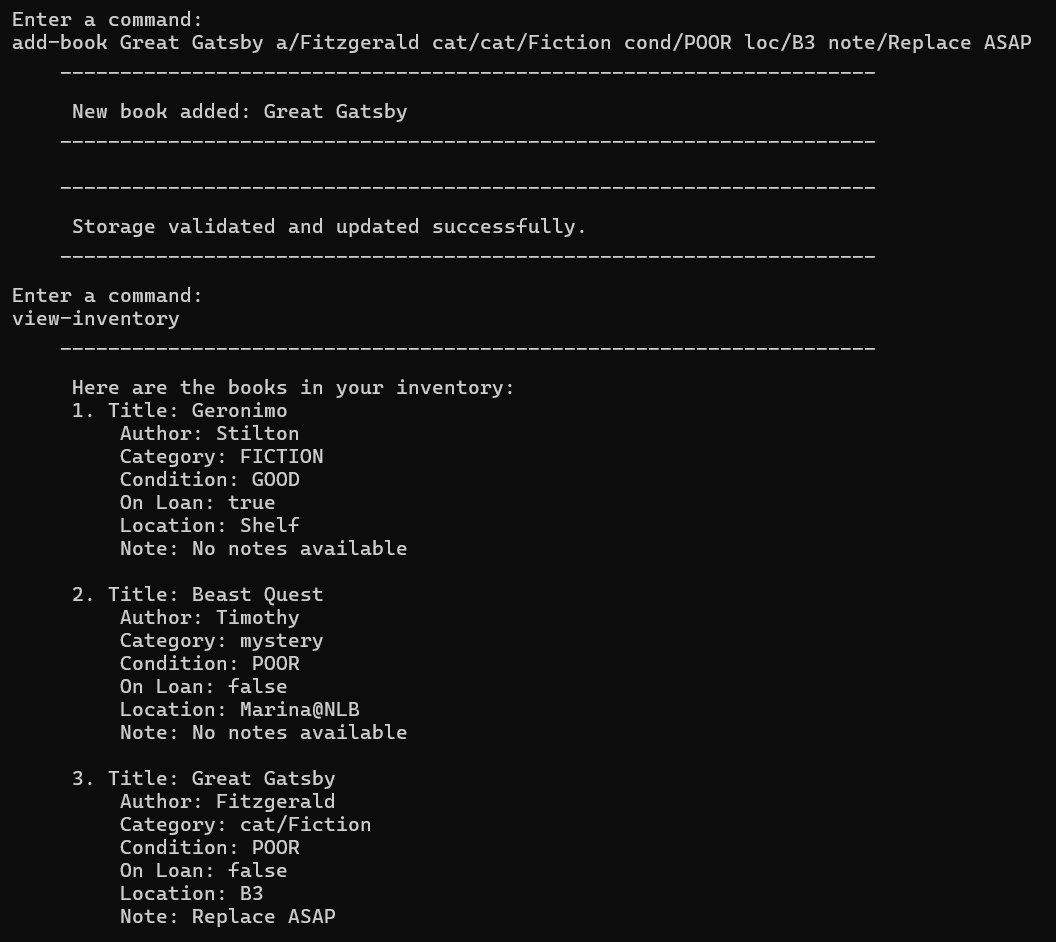 Enter a command:
add-book Great Gatsby a/Fitzgerald cat/cat/Fiction cond/POOR loc/B3 note/Replace ASAP
____________________________________________________________________
New book added: Great Gatsby
____________________________________________________________________
____________________________________________________________________
Storage validated and updated successfully.
____________________________________________________________________
Enter a command:
view-inventory
____________________________________________________________________
Here are the books in your inventory:
1. Title: Geronimo
Author: Stilton
Category: FICTION
Condition: GOOD
On Loan: true
Location: Shelf
Note: No notes available
2. Title: Beast Quest
Author: Timothy
Category: mystery
Condition: POOR
On Loan: false
Location: Marina@NLB
Note: No notes available
3. Title: Great Gatsby
Author: Fitzgerald
Category: cat/Fiction
Condition: POOR
On Loan: false
Location: B3
Note: Replace ASAP